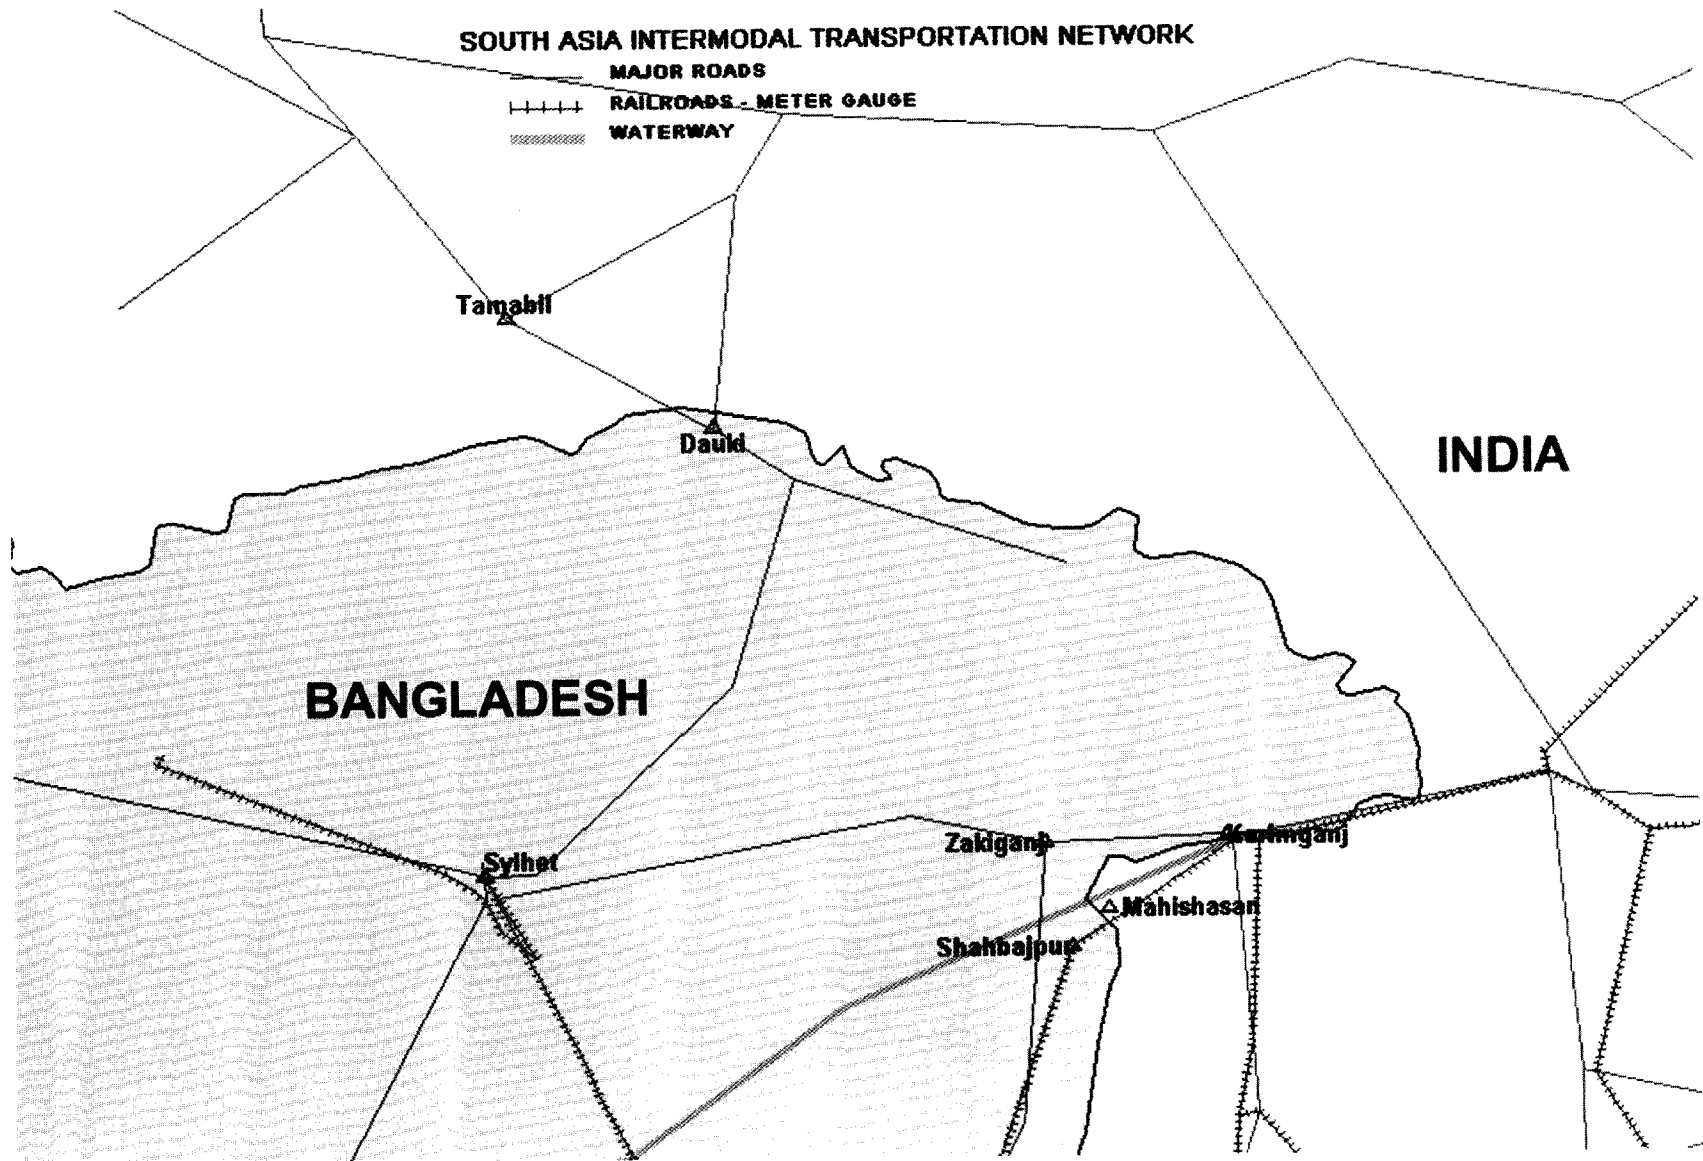 SOUTH ASIA INTERMODAL TRANSPORTATION NETWORK
MAJOR ROADS
RAILROADS - METER GAUGE
WATERWAY
Tamabil
Dauki
INDIA
BANGLADESH
Zakiganj
Karimganj
Sylhet
Mahishasan
Shahbajpur